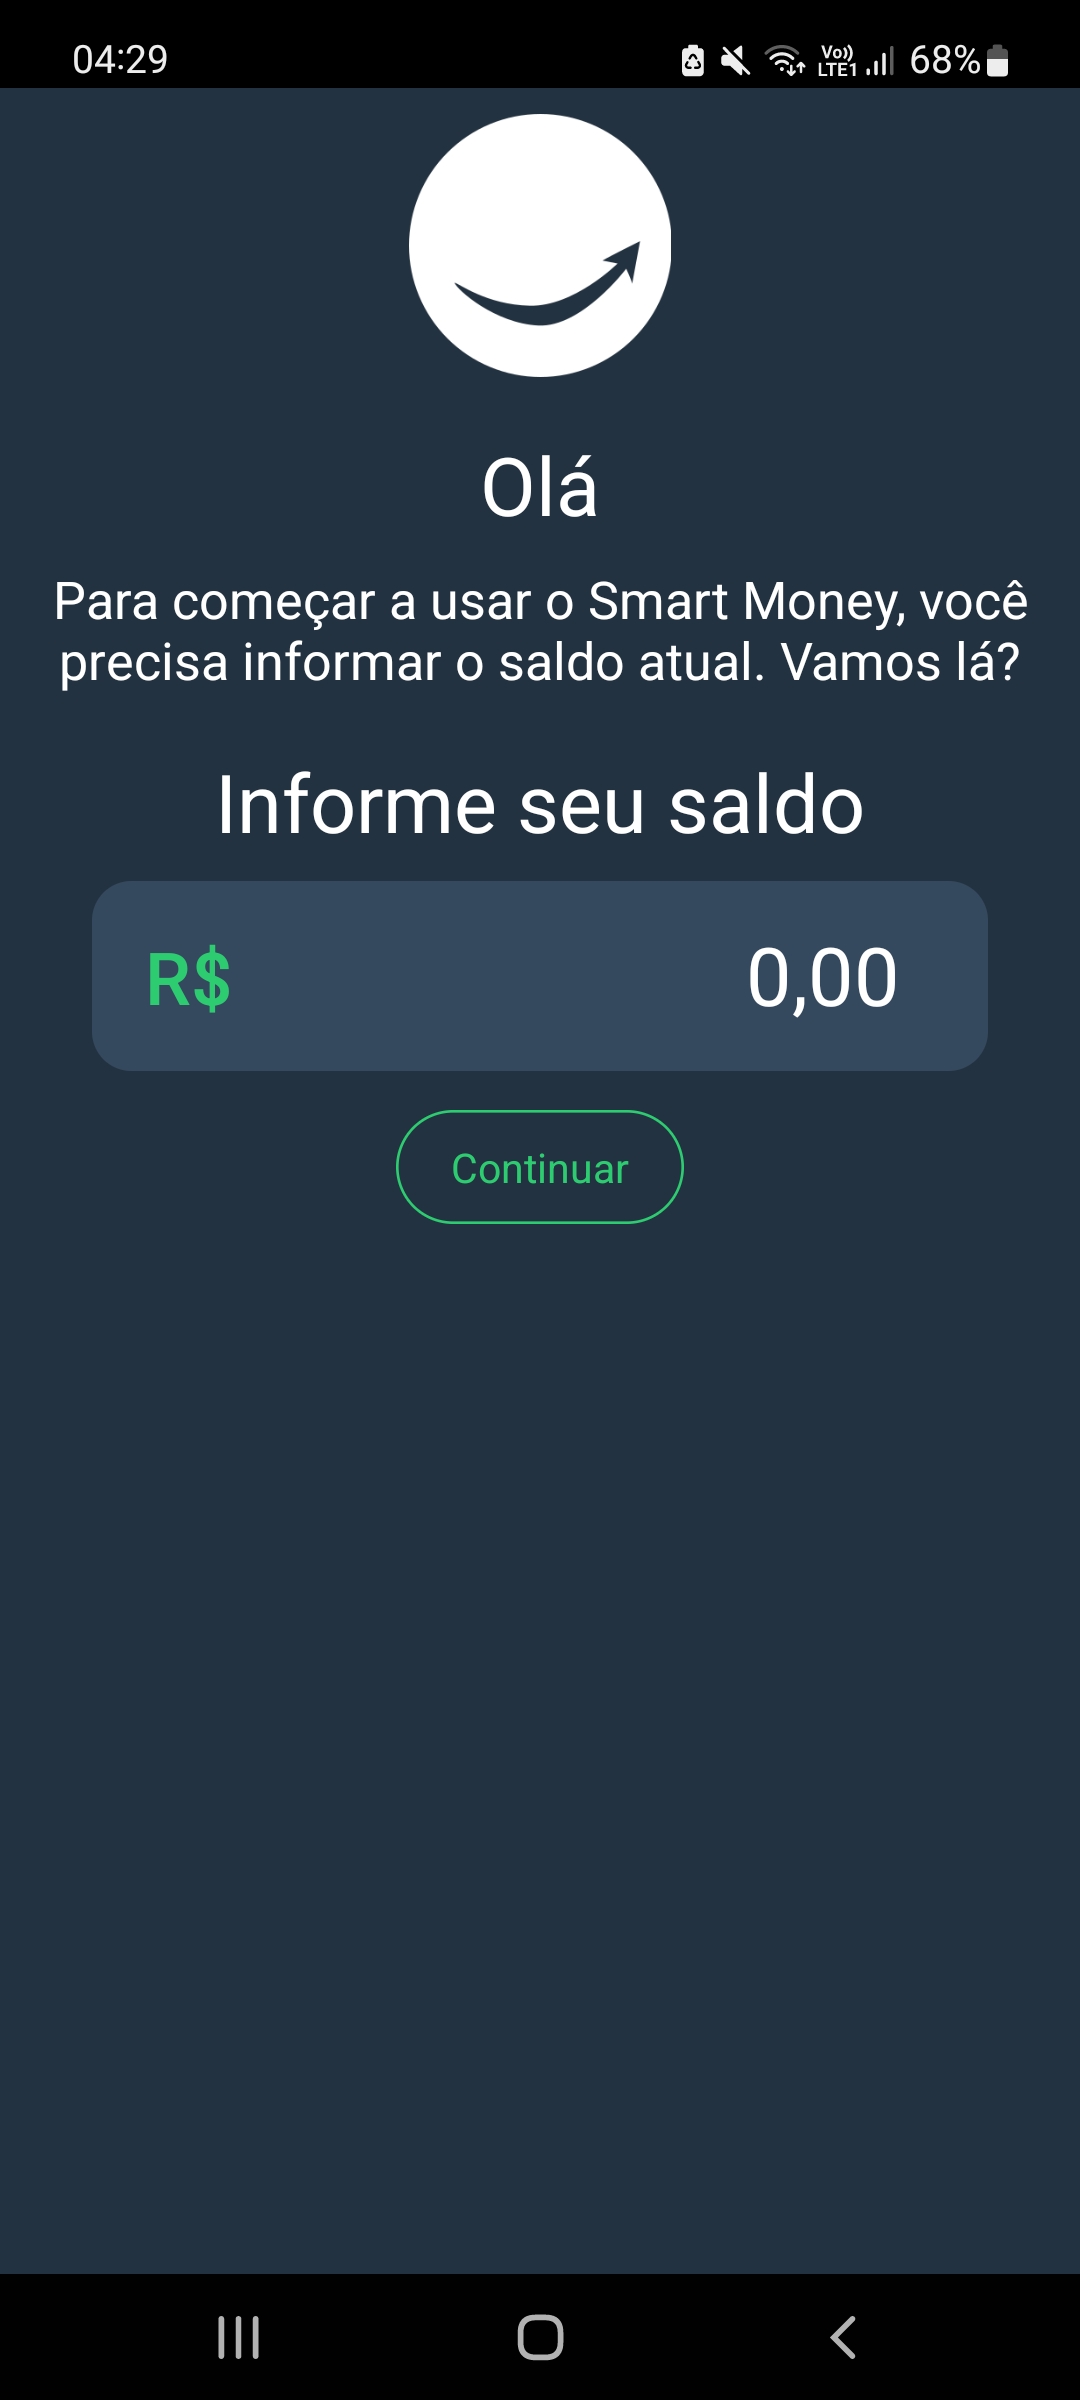 04:29 Vo)) LTE1 68%
Olá
Para começar a usar o Smart Money, você
precisa informar o saldo atual. Vamos lá?
Informe seu saldo
R$ 0,00
Continuar